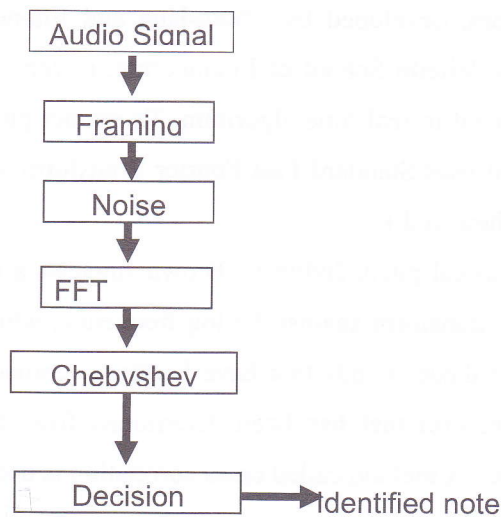 Audio Signal
Framing
Noise
FFT
Chebyshev
Decision
Identified note